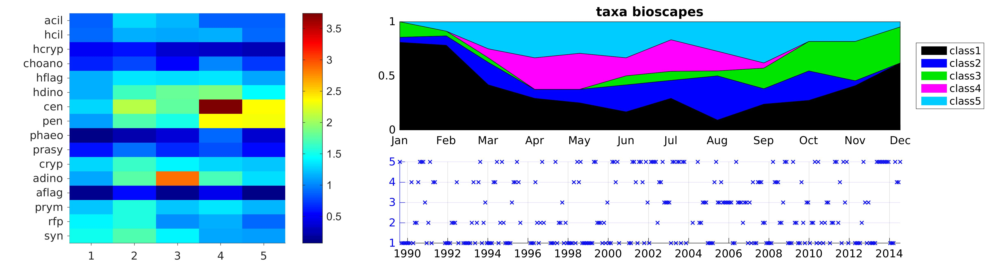 acil
hcil
hcryp
choano
hflag
hdino
cen
pen
phaeo
prasy
cryp
adino
aflag
prym
rfp
syn
1 2 3 4 5
3.5
3
2.5
2
1.5
1
0.5
taxa bioscapes
1
0.5
0
Jan Feb Mar Apr May Jun Jul Aug Sep Oct Nov Dec
class1
class2
class3
class4
class5
5
4
3
2
1
1990 1992 1994 1996 1998 2000 2002 2004 2006 2008 2010 2012 2014